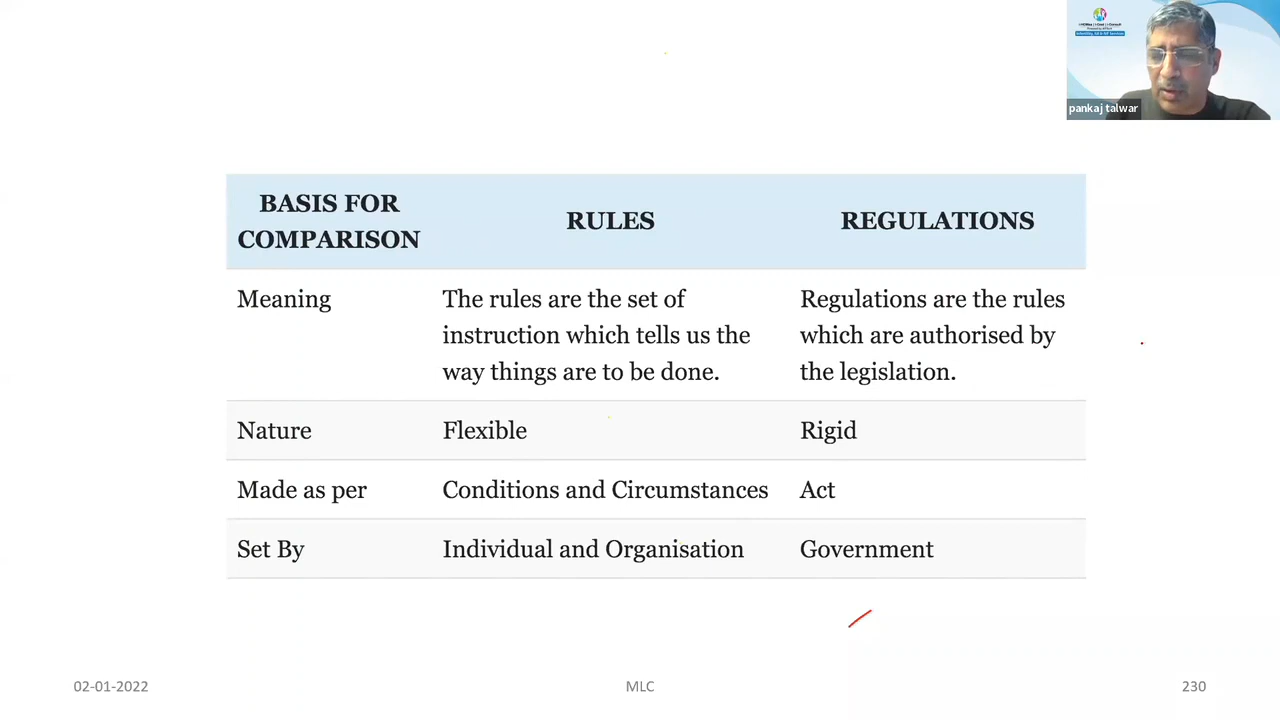 pankaj talwar
BASIS FOR
COMPARISON
RULES
REGULATIONS
Meaning
The rules are the set of
instruction which tells us the
way things are to be done.
Regulations are the rules
which are authorised by
the legislation.
Nature
Flexible
Rigid
Made as per
Conditions and Circumstances
Act
Set By
Individual and Organisation
Government
02-01-2022
MLC
230